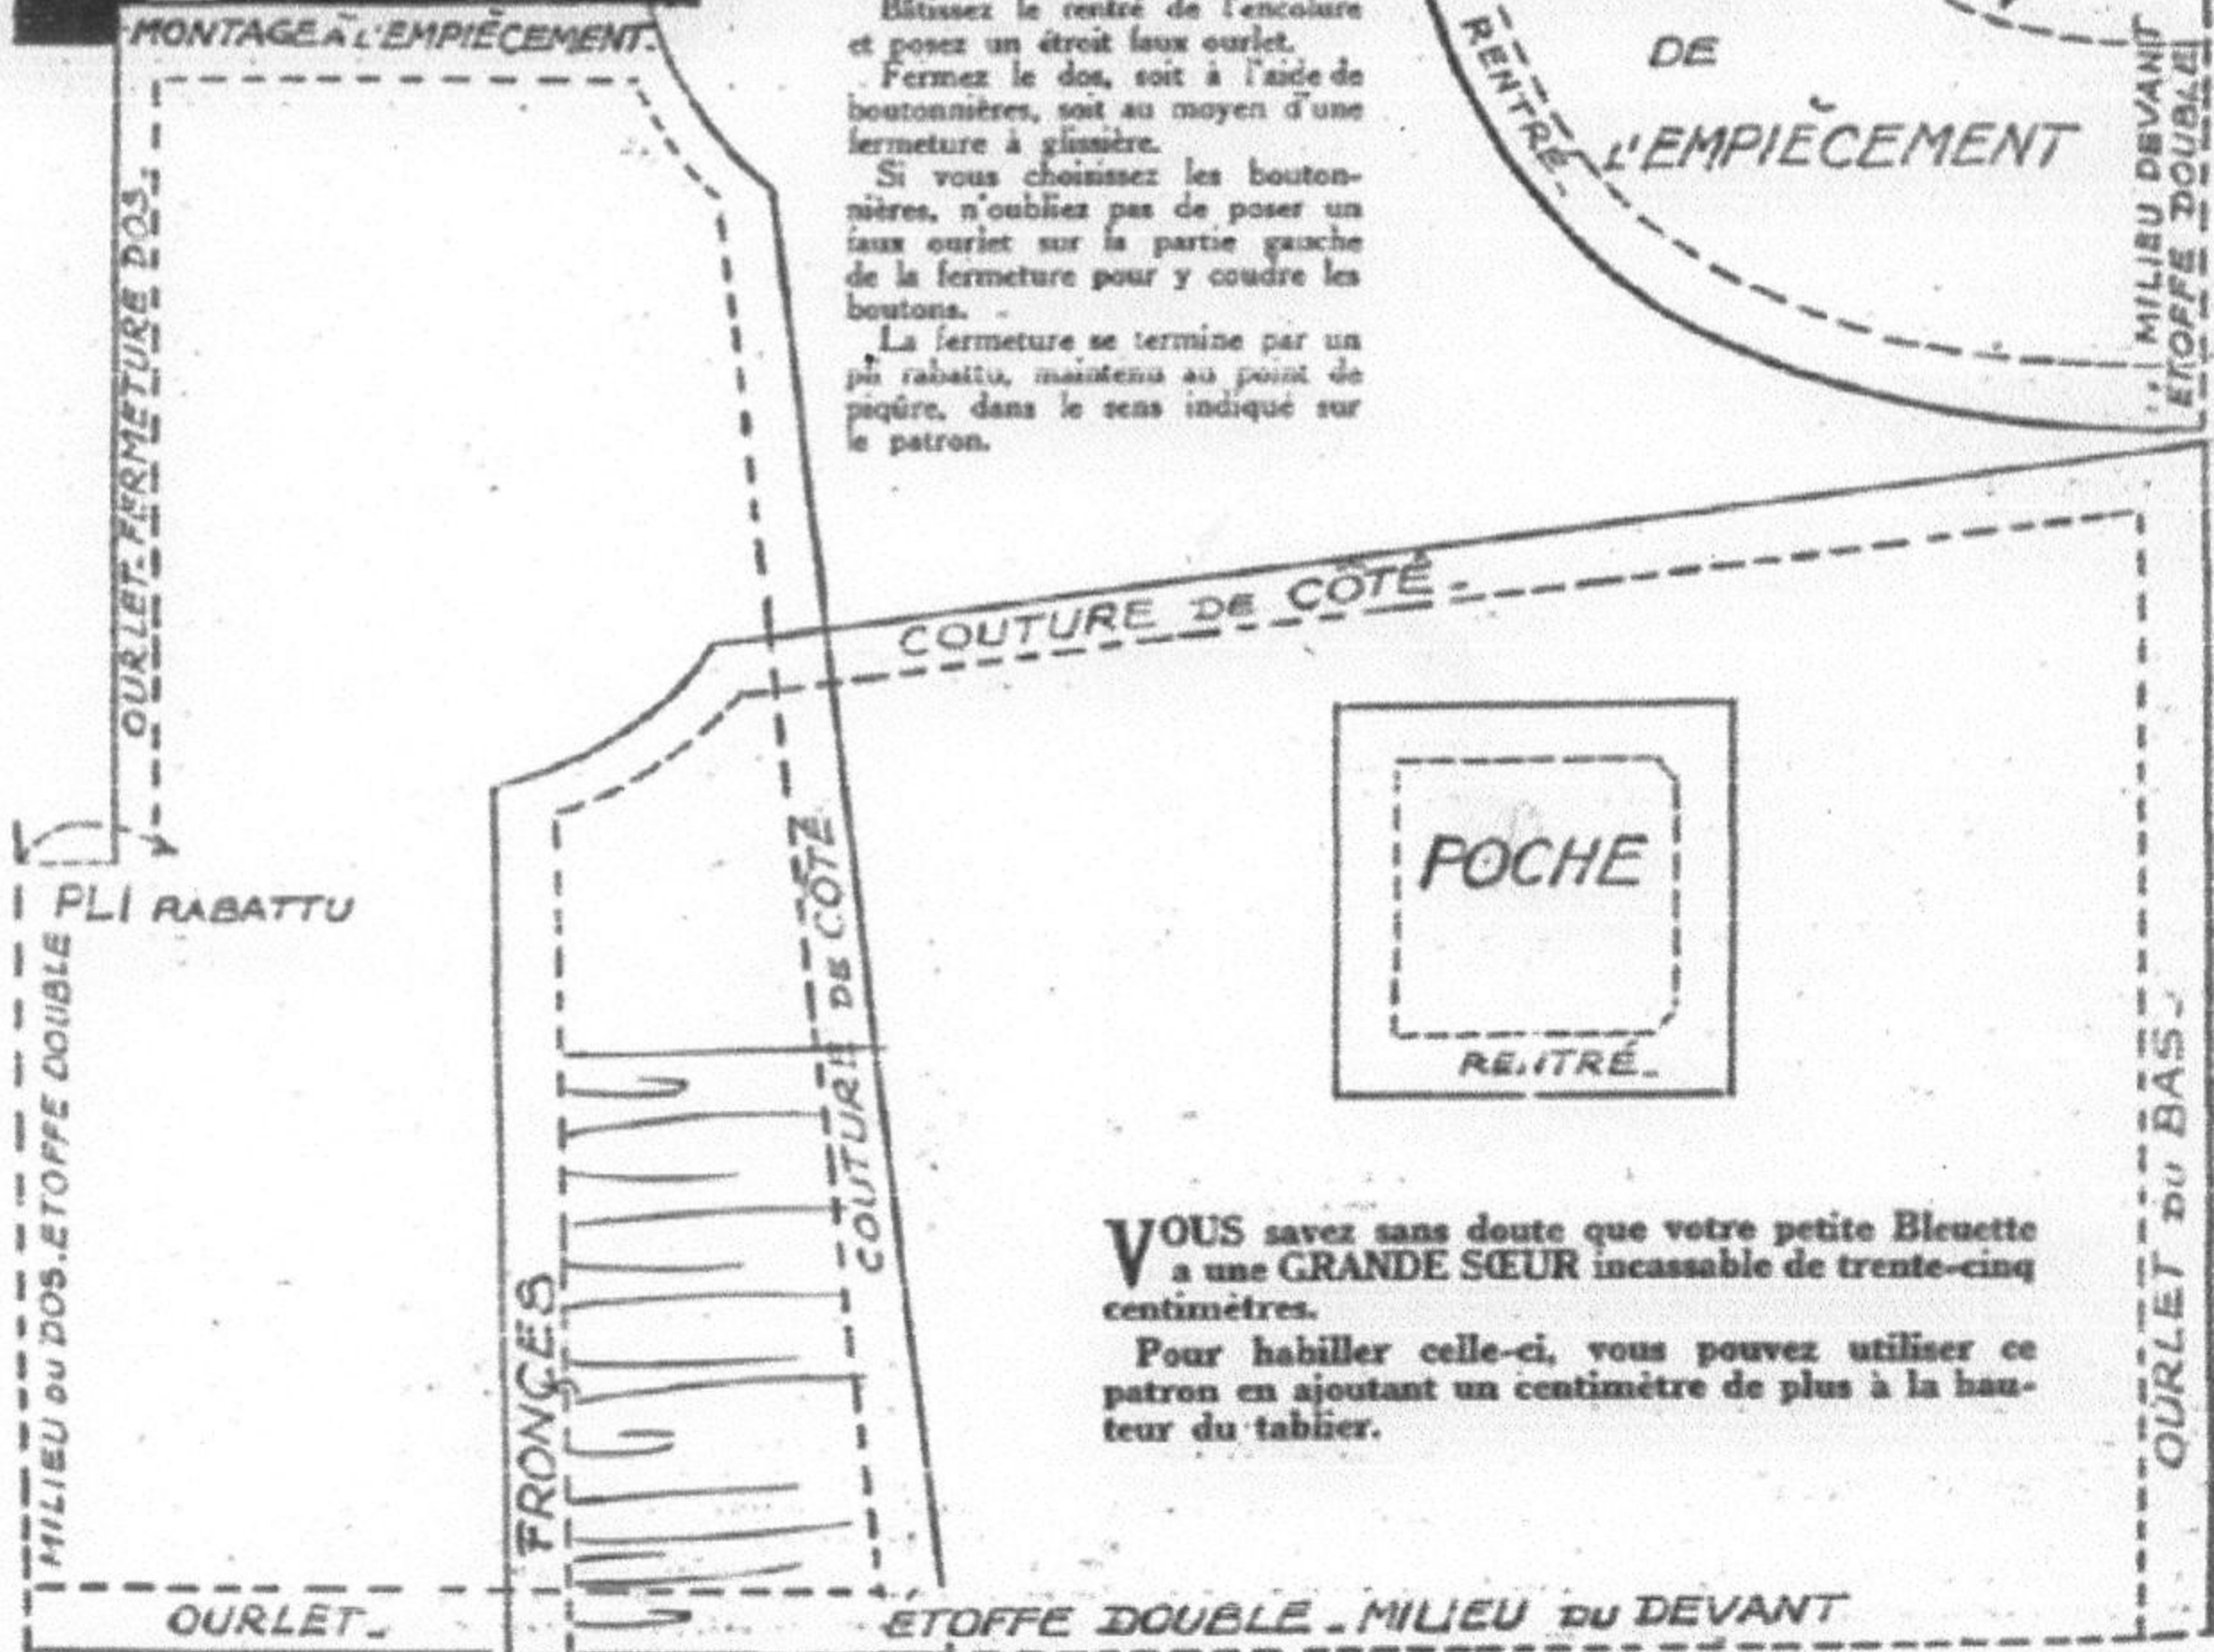 MONTAGE À L'EMPIÈCEMENT.
Bâtissez le rentré de l'encolure
et posez un étroit faux ourlet.
Fermez le dos, soit à l'aide de
boutonnières, soit au moyen d'une
fermeture à glissière.
Si vous choisissez les bouton-
nières, n'oubliez pas de poser un
faux ourlet sur la partie gauche
de la fermeture pour y coudre les
boutons.
La fermeture se termine par un
pli rabattu, maintenu au point de
piqûre, dans le sens indiqué sur
le patron.
RENTRÉ-
DE
L'EMPIÈCEMENT
MILIEU DEVANT
ETOFFE DOUBLE
OURLET-FERMETURE DOS.
COUTURE DE CÔTÉ-
PLI RABATTU
MILIEU DU DOS. ETOFFE DOUBLE
COUTURE DE CÔTÉ
POCHE
RENTRÉ-
FRONCES
VOUS savez sans doute que votre petite Bleuette
a une GRANDE SŒUR incassable de trente-cinq
centimètres.
Pour habiller celle-ci, vous pouvez utiliser ce
patron en ajoutant un centimètre de plus à la hau-
teur du tablier.
OURLET DU BAS-
OURLET-
ÉTOFFE DOUBLE - MILIEU DU DEVANT